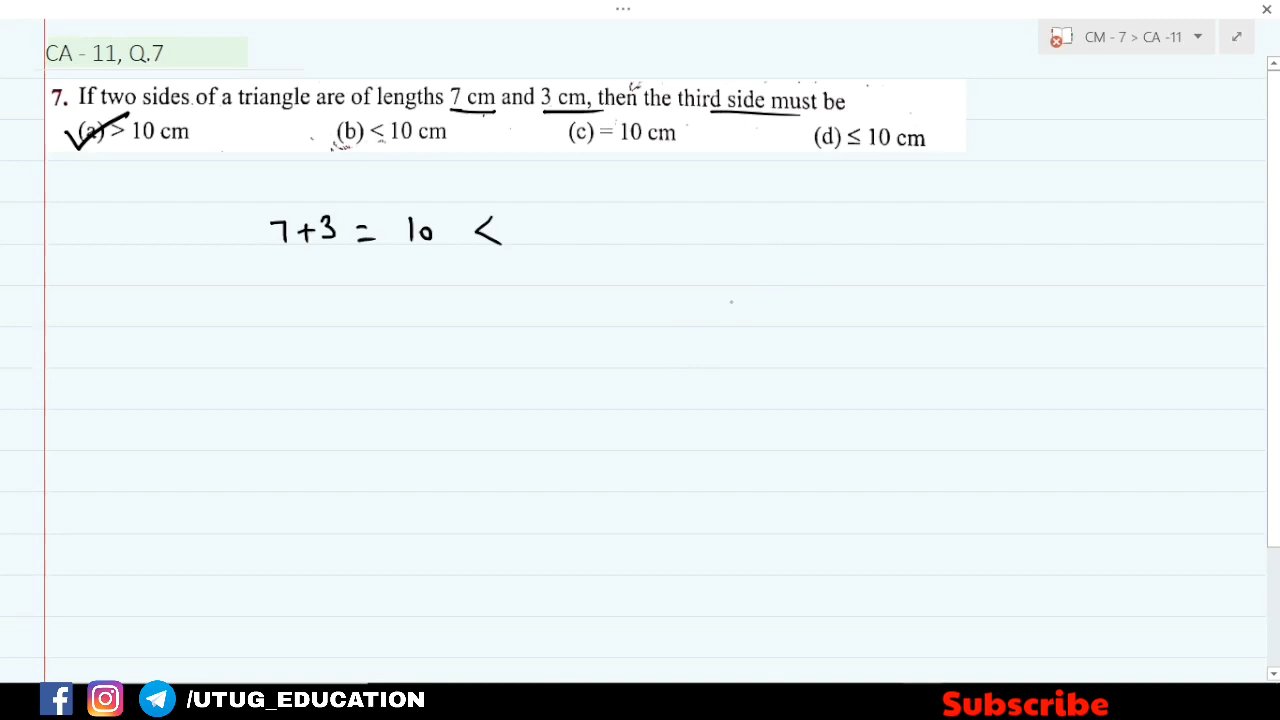 CM - 7 > CA -11
CA - 11, Q.7
7. If two sides of a triangle are of lengths 7 cm and 3 cm, then the third side must be
(a) > 10 cm (b) < 10 cm (c) = 10 cm (d) ≤ 10 cm
7+3 = 10 <
/UTUG_EDUCATION
Subscribe